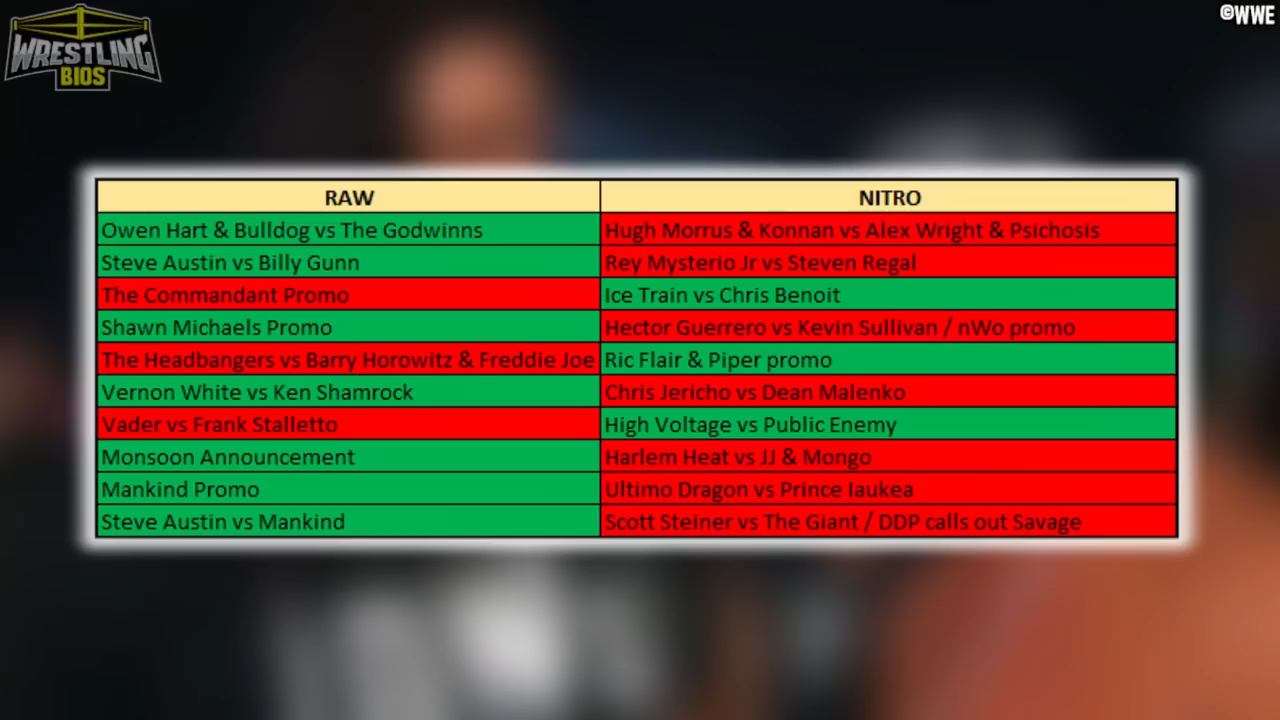 WRESTLING
BIOS
©WWE
RAW NITRO
Owen Hart & Bulldog vs The Godwinns Hugh Morrus & Konnan vs Alex Wright & Psichosis
Steve Austin vs Billy Gunn Rey Mysterio Jr vs Steven Regal
The Commandant Promo Ice Train vs Chris Benoit
Shawn Michaels Promo Hector Guerrero vs Kevin Sullivan / nWo promo
The Headbangers vs Barry Horowitz & Freddie Joe Ric Flair & Piper promo
Vernon White vs Ken Shamrock Chris Jericho vs Dean Malenko
Vader vs Frank Stalletto High Voltage vs Public Enemy
Monsoon Announcement Harlem Heat vs JJ & Mongo
Mankind Promo Ultimo Dragon vs Prince Iaukea
Steve Austin vs Mankind Scott Steiner vs The Giant / DDP calls out Savage